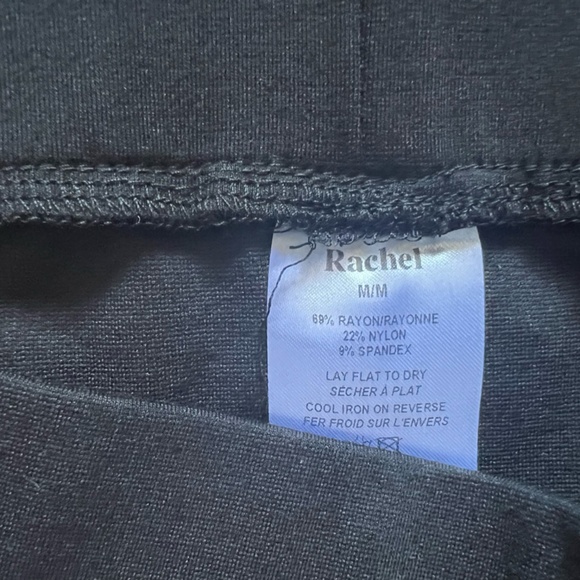 Rachel
M/M
69% RAYON/RAYONNE
22% NYLON
9% SPANDEX
LAY FLAT TO DRY
SÉCHER À PLAT
COOL IRON ON REVERSE
FER FROID SUR L'ENVERS